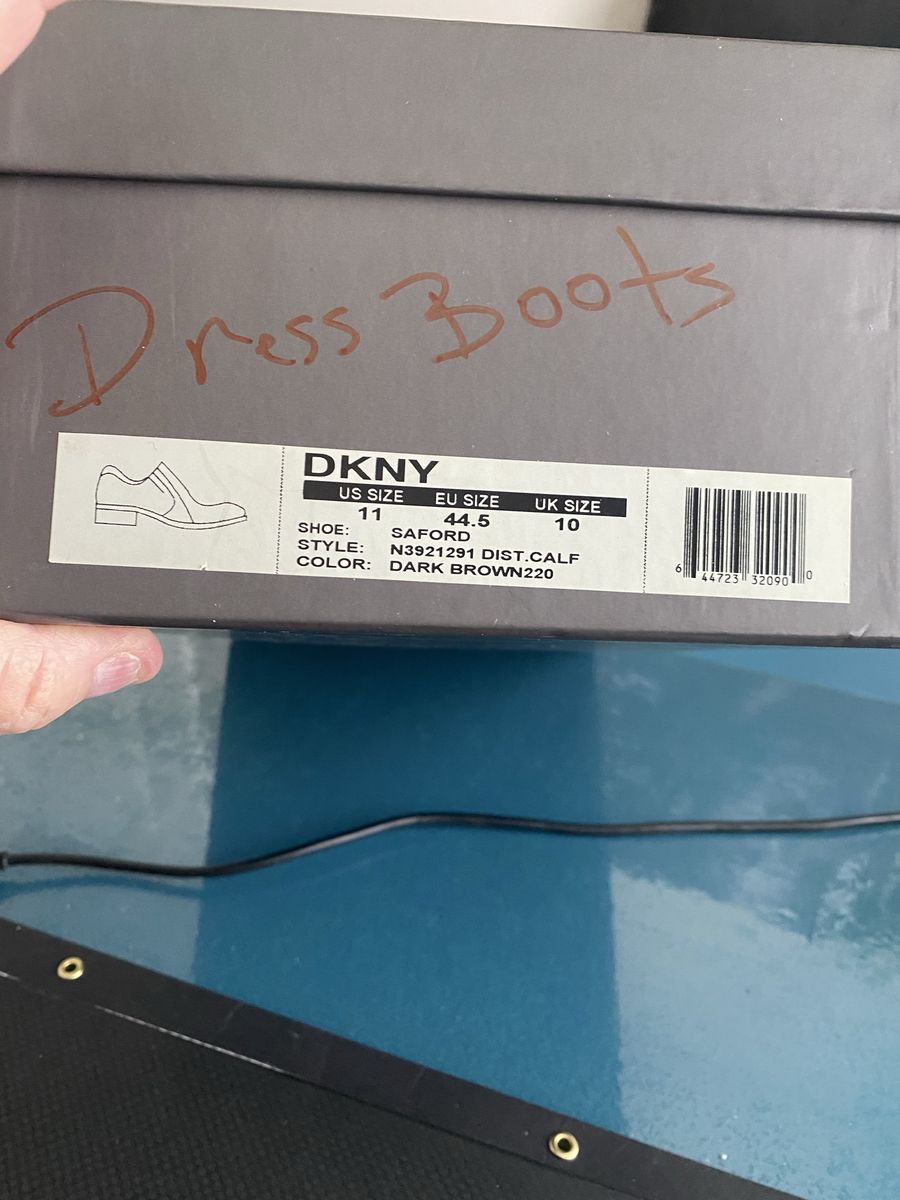 Dress Boots
DKNY
US SIZE EU SIZE UK SIZE
11 44.5 10
SHOE: SAFORD
STYLE: N3921291 DIST.CALF
COLOR: DARK BROWN220
6 44723 32090 0